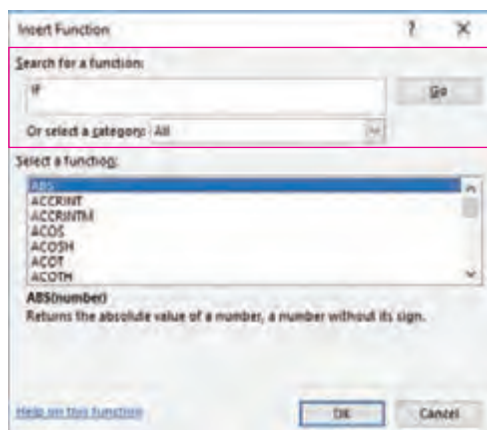 Insert Function ? X
Search for a function:
IF
Go
Or select a category: All
Select a function:
ABS
ACCRINT
ACCRINTM
ACOS
ACOSH
ACOT
ACOTH
ABS(number)
Returns the absolute value of a number, a number without its sign.
Help on this function OK Cancel